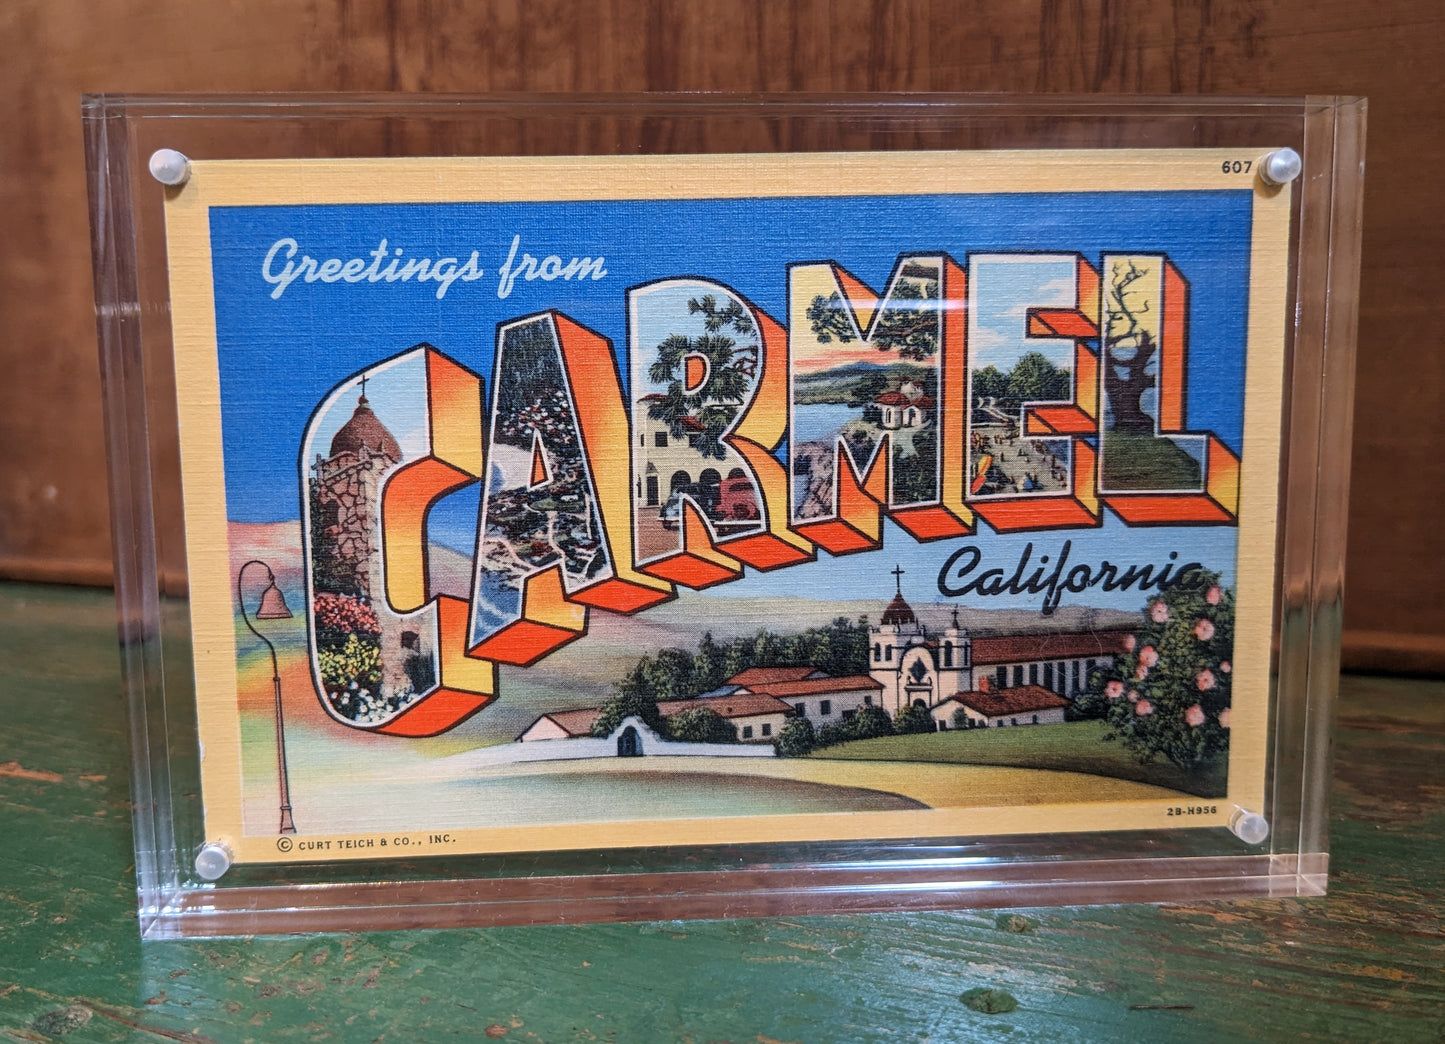 607
Greetings from
CARMEL
California
2B-H956
© CURT TEICH & CO., INC.